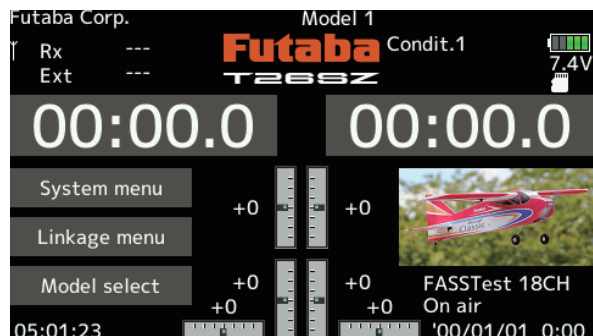 Futaba Corp.
Model 1
Rx ---
Ext ---
Futaba
T26SZ
Condit.1
7.4V
00:00.0
00:00.0
System menu
+0
+0
Classic
Linkage menu
Model select
+0
+0
FASSTest 18CH
+0
+0
On air
05:01:23
'00/01/01 0:00